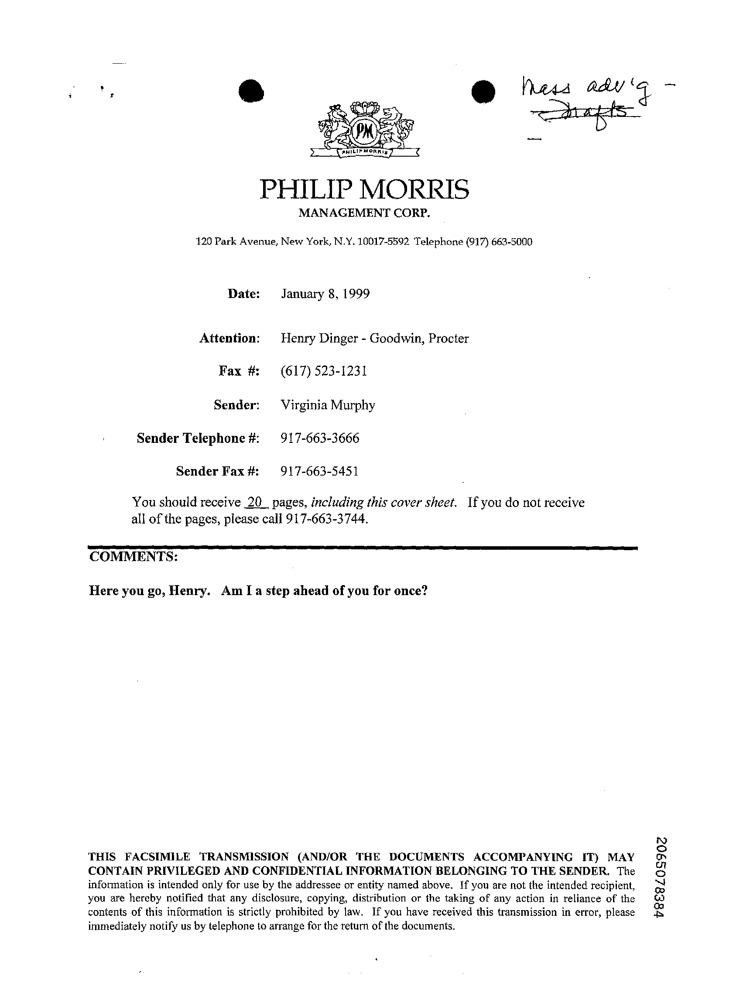 Mass adv'g -
Drafts
PM
PHILIP MORRIS
PHILIP MORRIS
MANAGEMENT CORP.
120 Park Avenue, New York, N.Y. 10017-5592 Telephone (917) 663-5000
Date: January 8, 1999
Attention: Henry Dinger - Goodwin, Procter
Fax #: (617) 523-1231
Sender: Virginia Murphy
Sender Telephone #: 917-663-3666
Sender Fax #: 917-663-5451
You should receive 20 pages, including this cover sheet. If you do not receive
all of the pages, please call 917-663-3744.
COMMENTS:
Here you go, Henry. Am I a step ahead of you for once?
THIS FACSIMILE TRANSMISSION (AND/OR THE DOCUMENTS ACCOMPANYING IT) MAY
CONTAIN PRIVILEGED AND CONFIDENTIAL INFORMATION BELONGING TO THE SENDER. The
information is intended only for use by the addressee or entity named above. If you are not the intended recipient,
you are hereby notified that any disclosure, copying, distribution or the taking of any action in reliance of the
contents of this information is strictly prohibited by law. If you have received this transmission in error, please
immediately notify us by telephone to arrange for the return of the documents.
2065078384